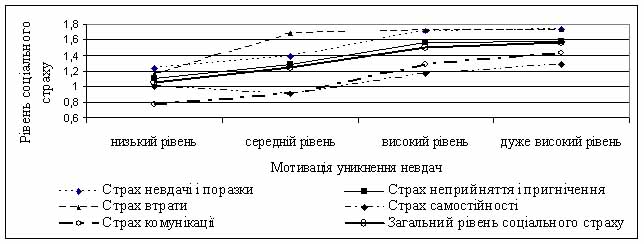 1,8
1,6
1,4
1,2
1
0,8
0,6
Рівень соціального страху
низький рівень середній рівень високий рівень дуже високий рівень
Мотивація уникнення невдач
Страх невдачі і поразки Страх неприйняття і пригнічення
Страх втрати Страх самостійності
Страх комунікації Загальний рівень соціального страху